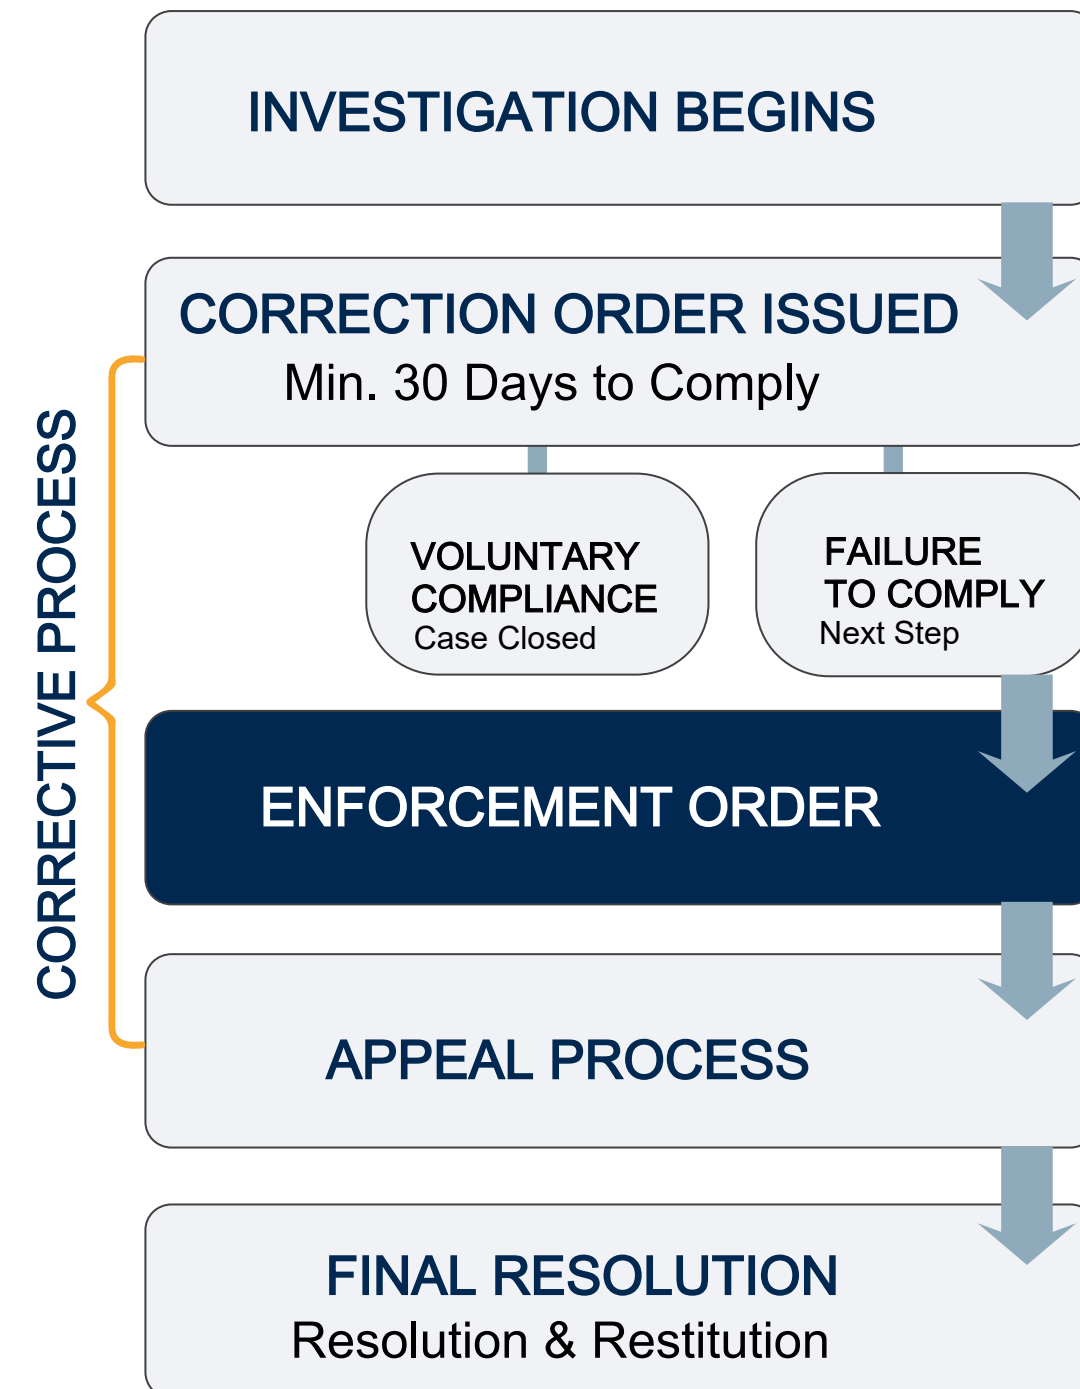 INVESTIGATION BEGINS
CORRECTION ORDER ISSUED
Min. 30 Days to Comply
CORRECTIVE PROCESS
VOLUNTARY
COMPLIANCE
Case Closed
FAILURE
TO COMPLY
Next Step
ENFORCEMENT ORDER
APPEAL PROCESS
FINAL RESOLUTION
Resolution & Restitution